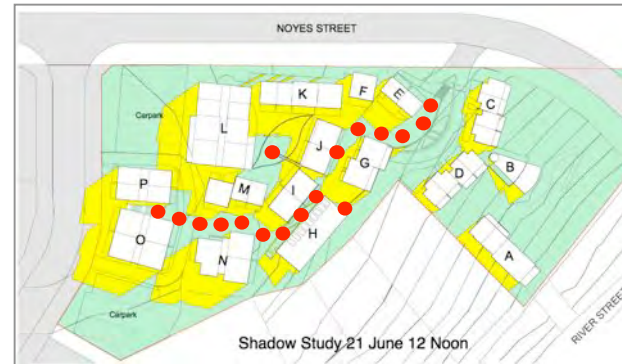 NOYES STREET
K
F
E
C
Carpark
L
J
G
B
D
P
M
I
O
N
H
A
Carpark
Shadow Study 21 June 12 Noon
RIVER STREET